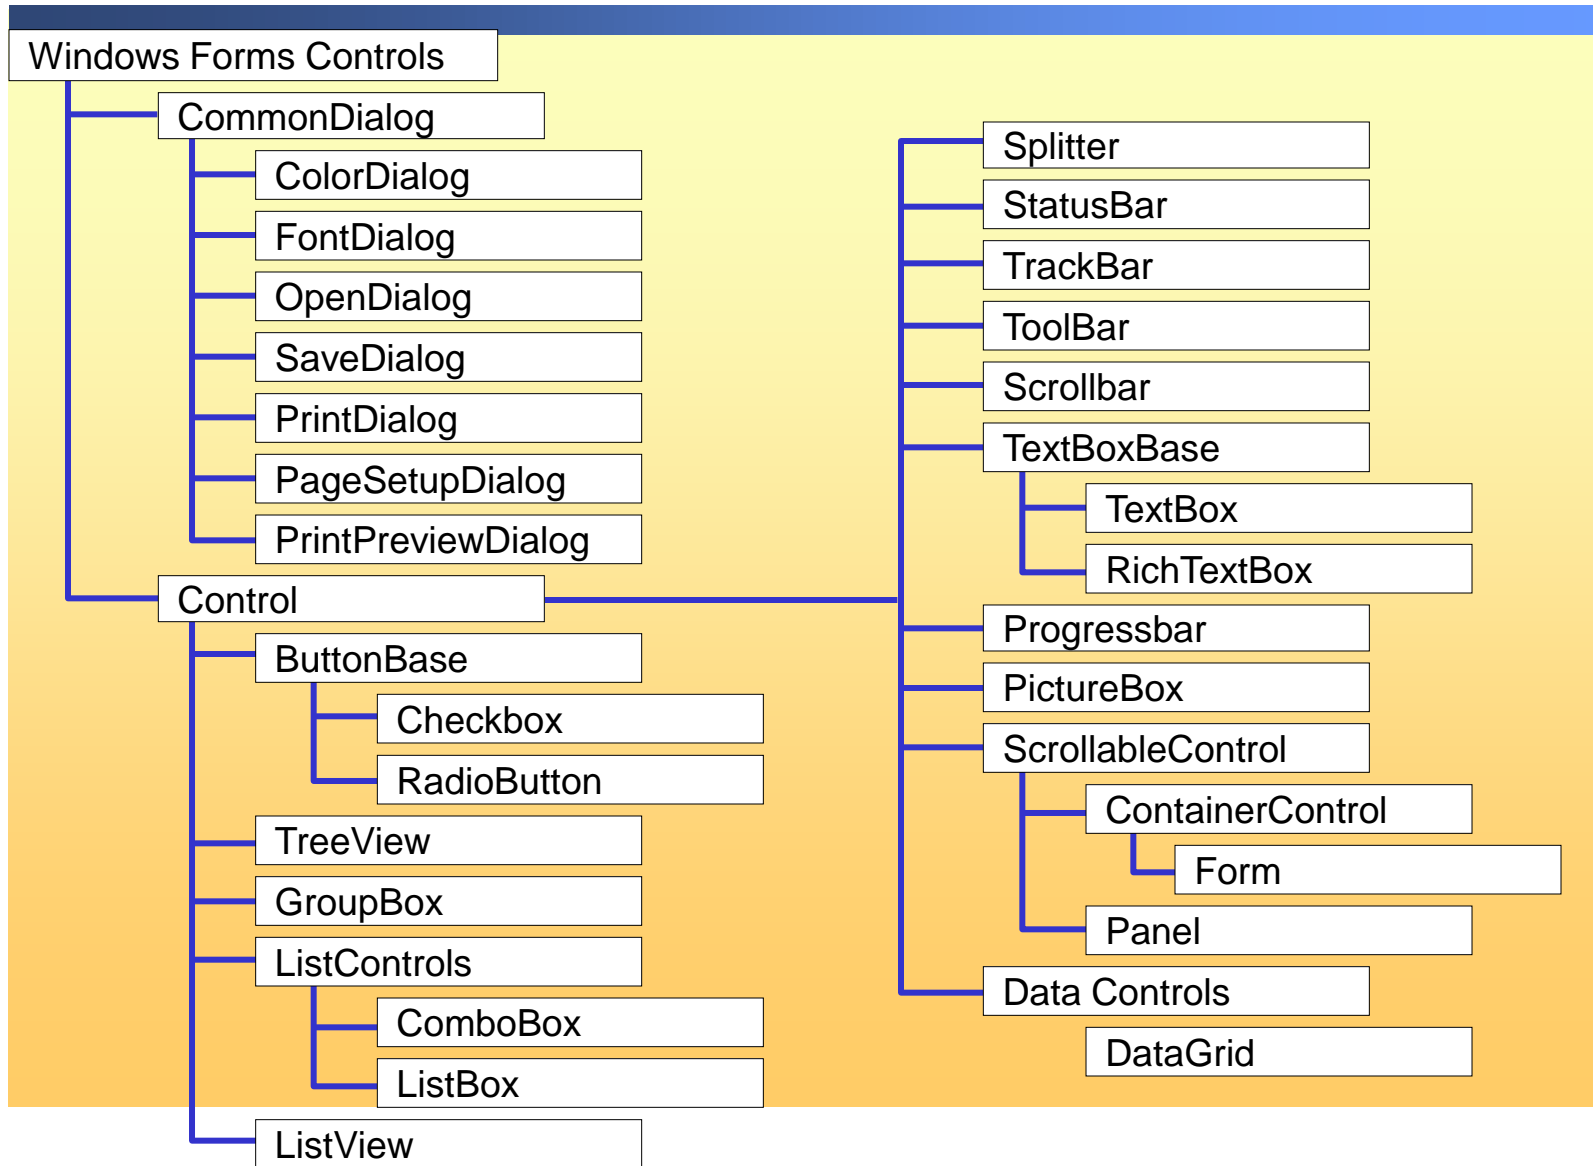 Windows Forms Controls
CommonDialog
ColorDialog
FontDialog
OpenDialog
SaveDialog
PrintDialog
PageSetupDialog
PrintPreviewDialog
Control
ButtonBase
Checkbox
RadioButton
TreeView
GroupBox
ListControls
ComboBox
ListBox
ListView
Splitter
StatusBar
TrackBar
ToolBar
Scrollbar
TextBoxBase
TextBox
RichTextBox
Progressbar
PictureBox
ScrollableControl
ContainerControl
Form
Panel
Data Controls
DataGrid